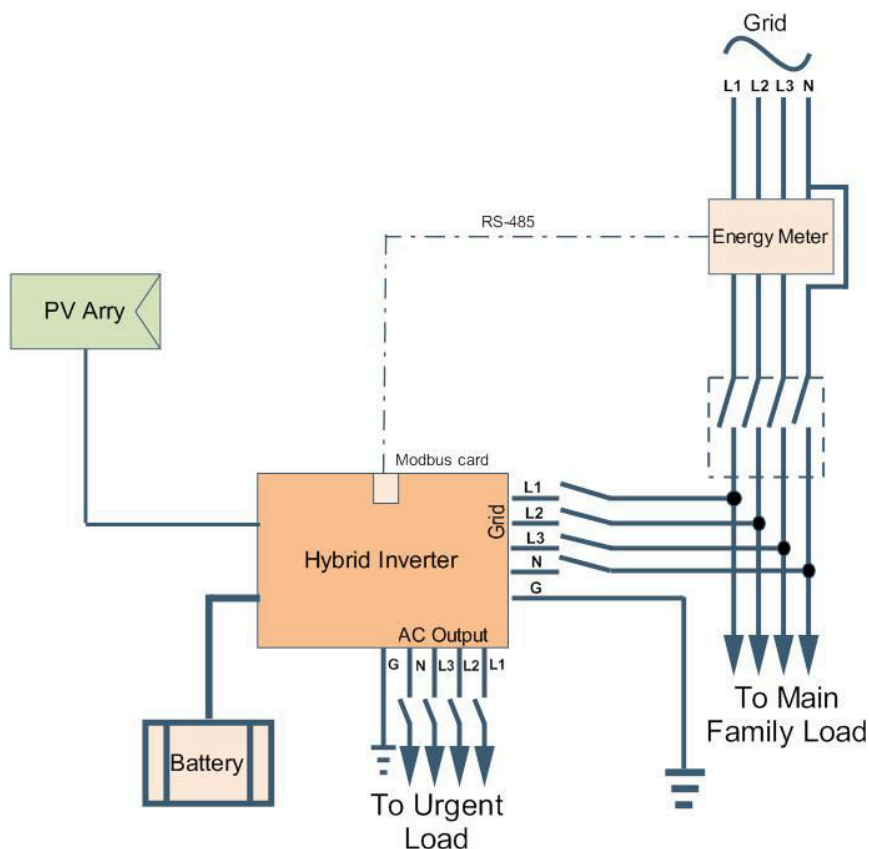 Grid
L1 L2 L3 N
Energy Meter
RS-485
PV Arry
Modbus card
L1
L2
L3
N
G
Grid
Hybrid Inverter
AC Output
G N L3 L2 L1
Battery
To Urgent
Load
To Main
Family Load